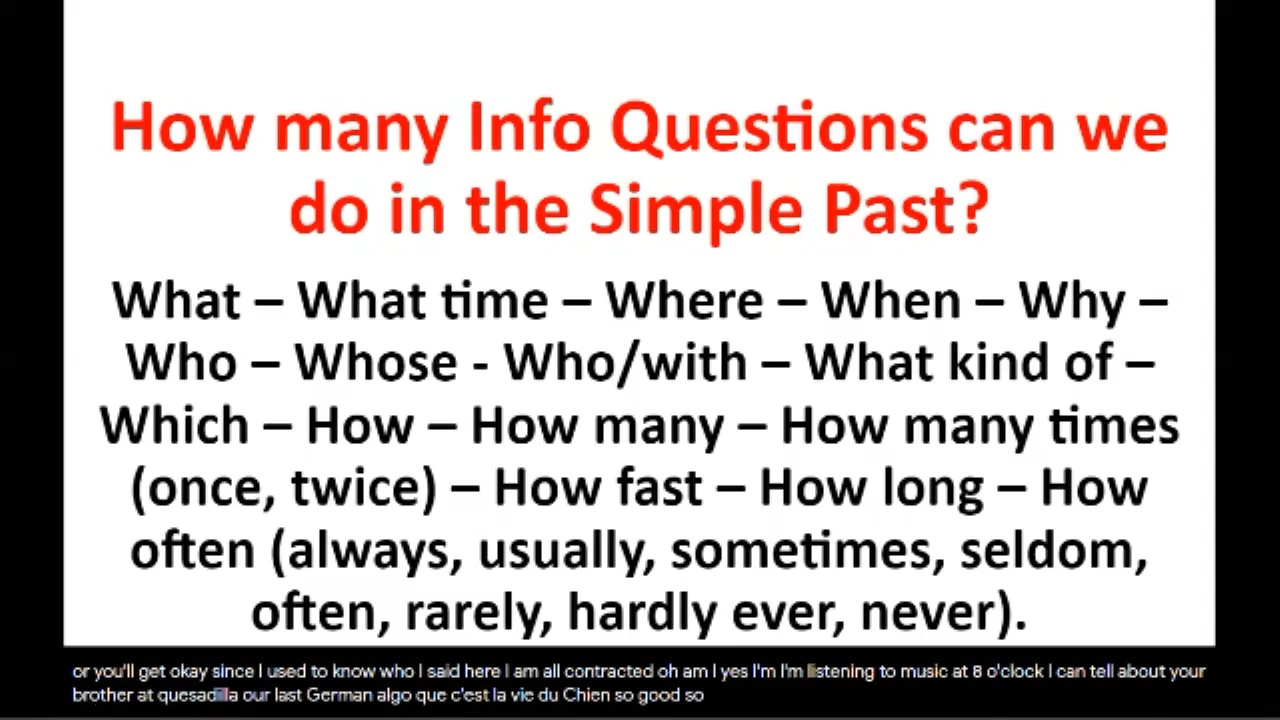 How many Info Questions can we
do in the Simple Past?
What – What time – Where – When – Why –
Who – Whose - Who/with – What kind of –
Which – How – How many – How many times
(once, twice) – How fast – How long – How
often (always, usually, sometimes, seldom,
often, rarely, hardly ever, never).
or you'll get okay since I used to know who I said here I am all contracted oh am I yes I'm I'm listening to music at 8 o'clock I can tell about your
brother at quesadilla our last German algo que c'est la vie du Chien so good so